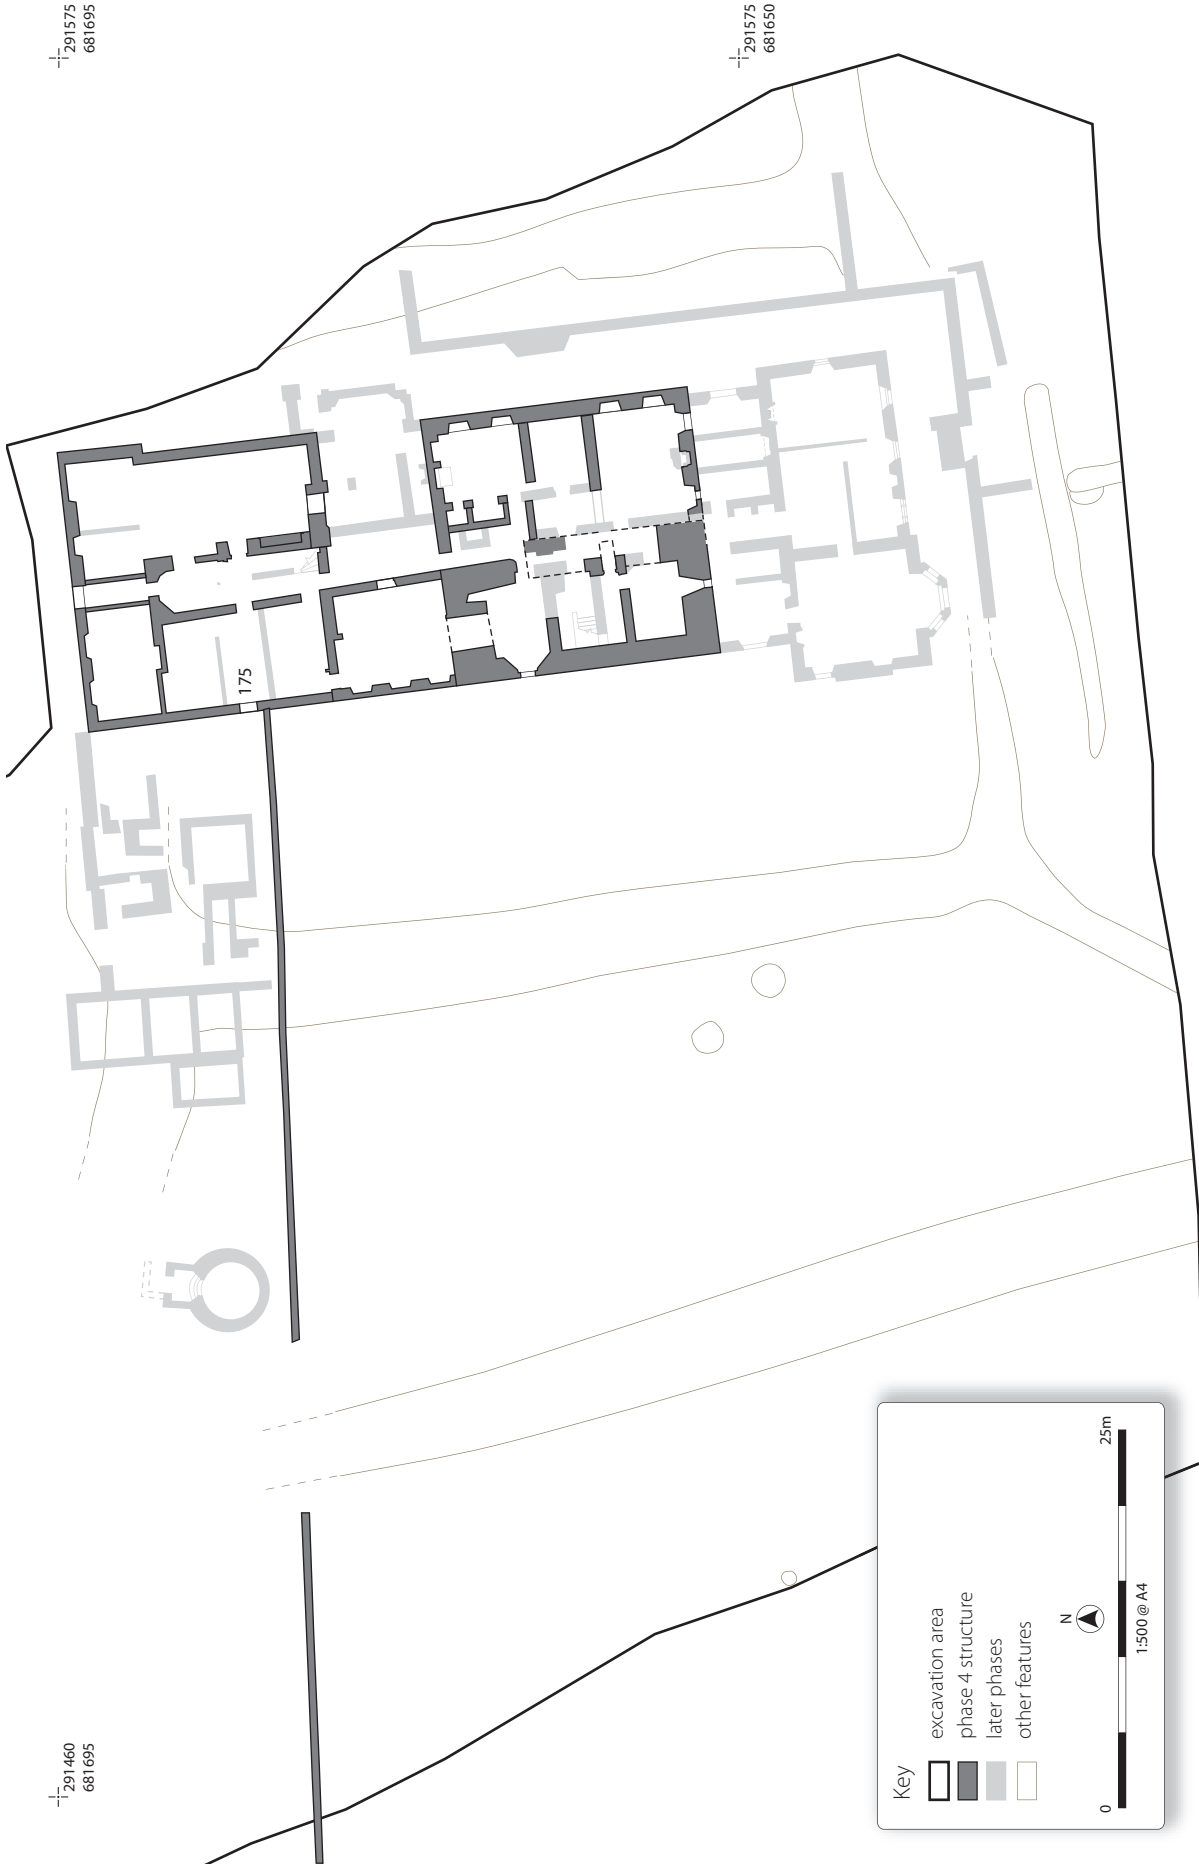 291460
681695
291575
681695
291575
681650
175
Key
excavation area
phase 4 structure
later phases
other features
N
0
25m
1:500 @ A4